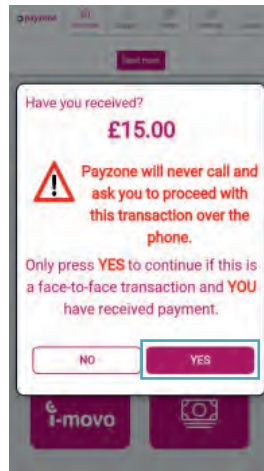 payzone
Have you received?
£15.00
Payzone will never call and
ask you to proceed with
this transaction over the
phone.
Only press YES to continue if this is
a face-to-face transaction and YOU
have received payment.
NO
YES
i-movo